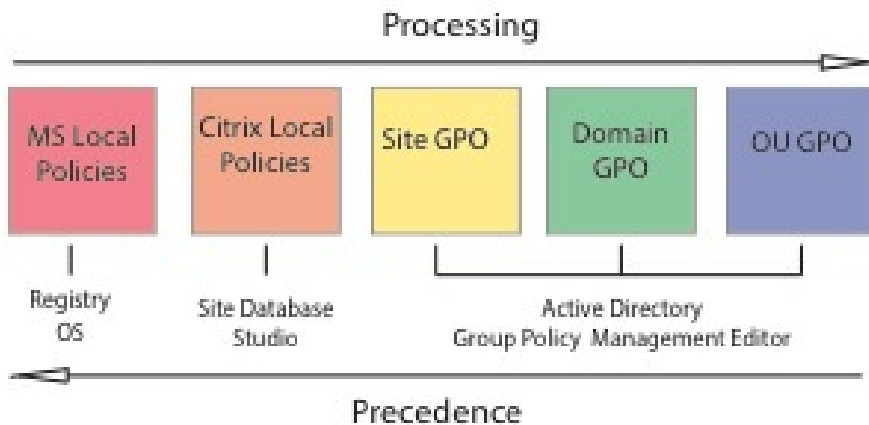 Processing
MS Local
Policies
Citrix Local
Policies
Site GPO
Domain
GPO
OU GPO
Registry
OS
Site Database
Studio
Active Directory
Group Policy Management Editor
Precedence